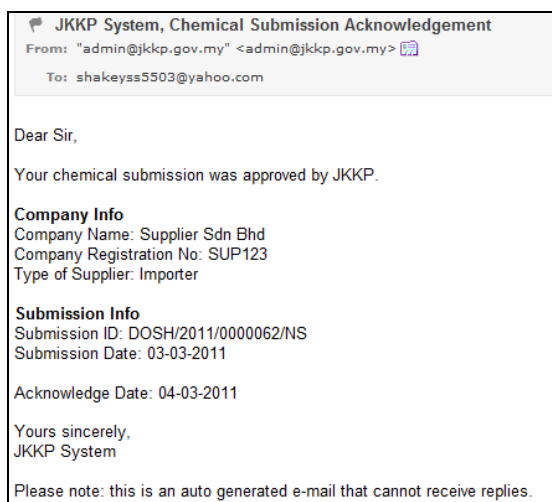 JKKP System, Chemical Submission Acknowledgement
From: "admin@jkkp.gov.my" <admin@jkkp.gov.my>
To: shakeyss5503@yahoo.com
Dear Sir,
Your chemical submission was approved by JKKP.
Company Info
Company Name: Supplier Sdn Bhd
Company Registration No: SUP123
Type of Supplier: Importer
Submission Info
Submission ID: DOSH/2011/0000062/NS
Submission Date: 03-03-2011
Acknowledge Date: 04-03-2011
Yours sincerely,
JKKP System
Please note: this is an auto generated e-mail that cannot receive replies.